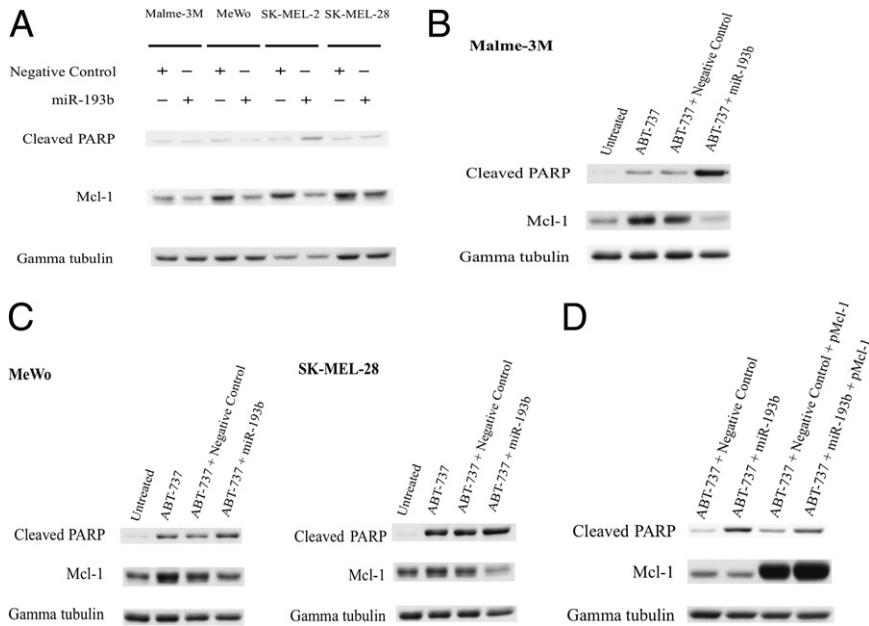 A
Malme-3M MeWo SK-MEL-2 SK-MEL-28
Negative Control + − + − + − + −
miR-193b − + − + − + − +
Cleaved PARP
Mcl-1
Gamma tubulin
B
Malme-3M
Untreated
ABT-737
ABT-737 + Negative Control
ABT-737 + miR-193b
Cleaved PARP
Mcl-1
Gamma tubulin
C
MeWo
Untreated
ABT-737
ABT-737 + Negative Control
ABT-737 + miR-193b
Cleaved PARP
Mcl-1
Gamma tubulin
SK-MEL-28
Untreated
ABT-737
ABT-737 + Negative Control
ABT-737 + miR-193b
Cleaved PARP
Mcl-1
Gamma tubulin
D
ABT-737 + Negative Control
ABT-737 + miR-193b
ABT-737 + Negative Control + pMcl-1
ABT-737 + miR-193b + pMcl-1
Cleaved PARP
Mcl-1
Gamma tubulin